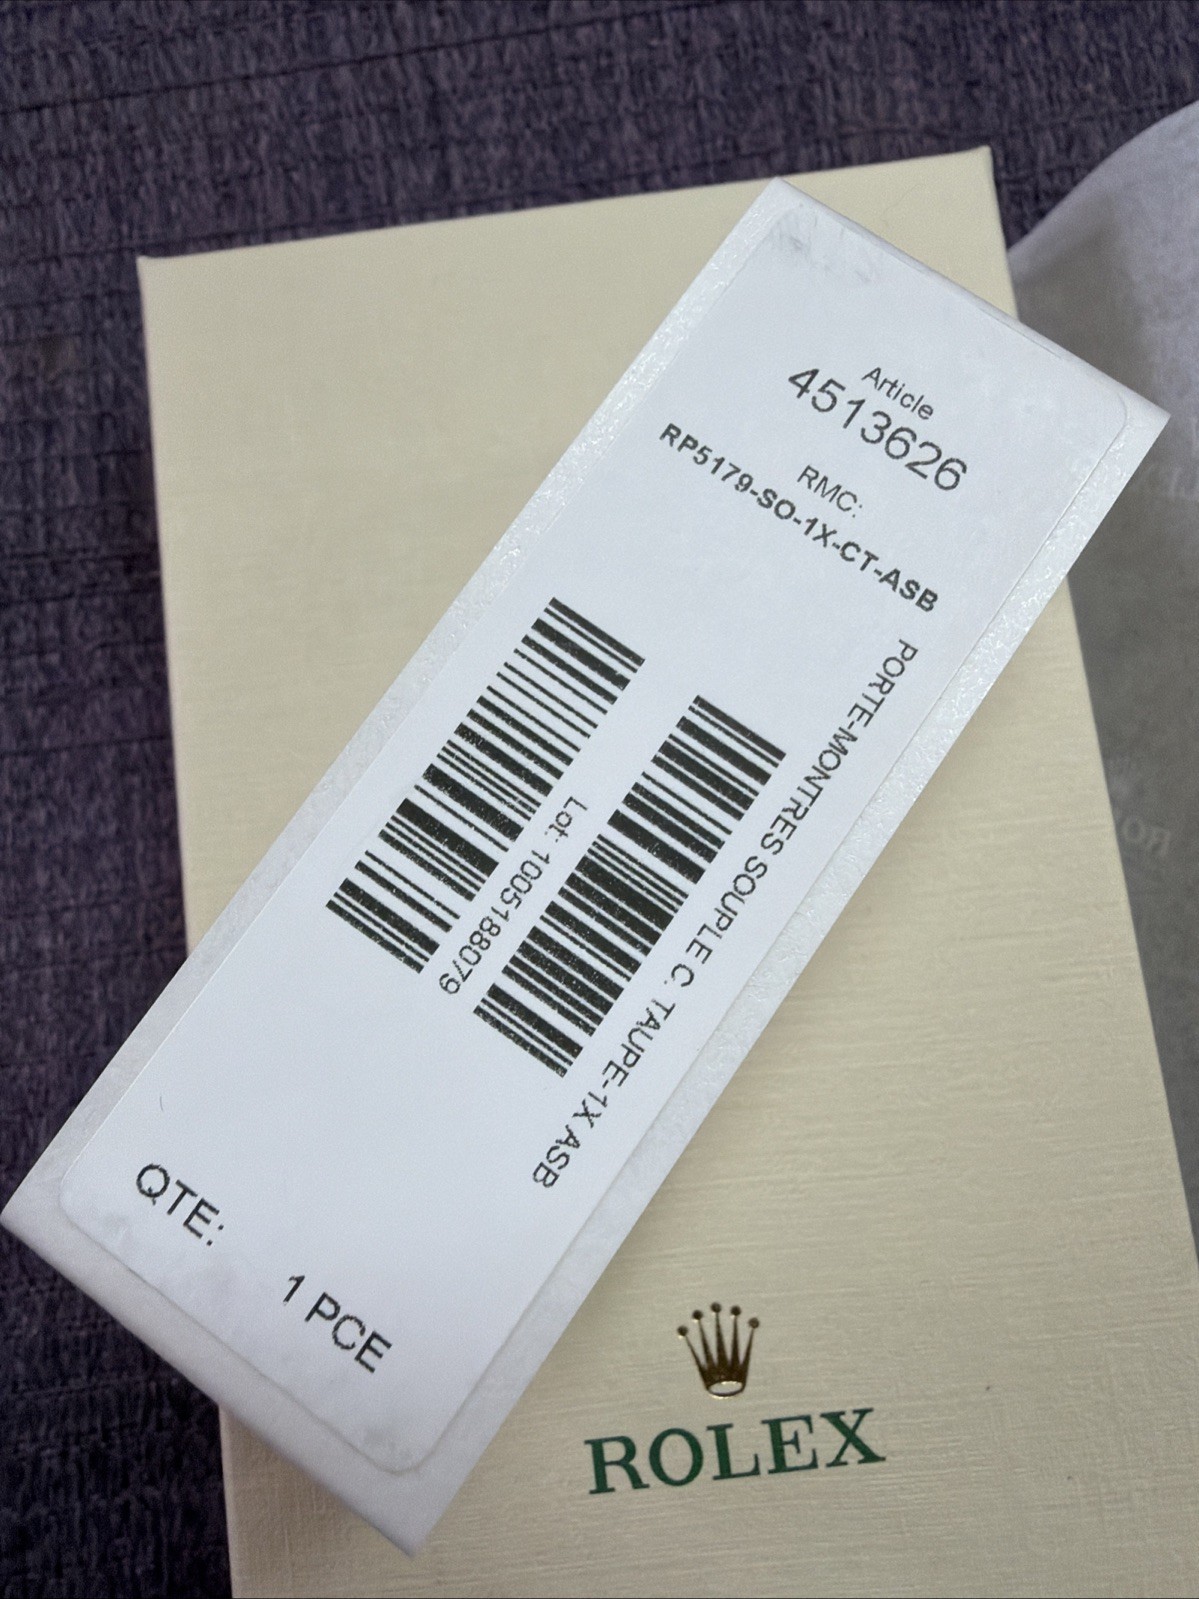 Article
4513626
RMC:
RP5179-SO-1X-CT-ASB
PORTE-MONTRES SOUPLE C. TAUPE-1X ASB
Lot: 1005188079
QTE:
1 PCE
ROLEX